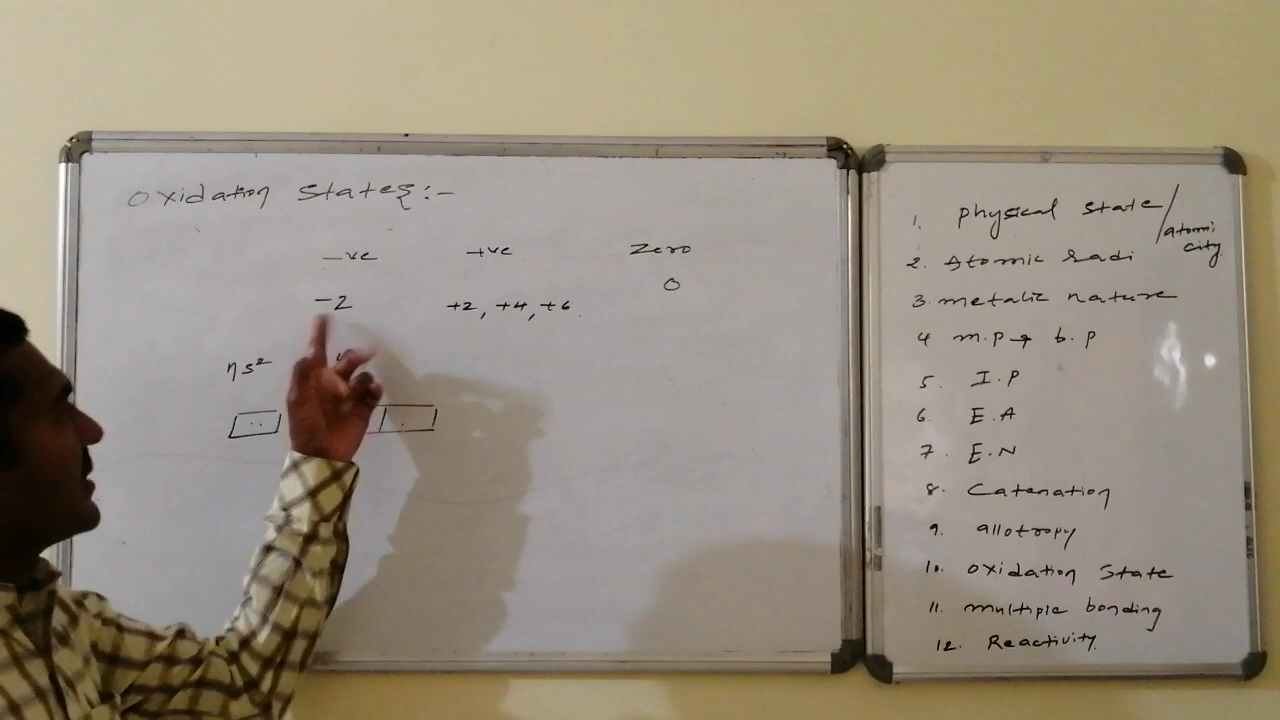 Oxidation States:-
-ve +ve Zero
-2 +2, +4, +6. 0
ns²
1. Physical State/atomicity
2. Atomic Radi
3. metalic nature
4 m.p → b.p
5. I.P
6. E.A
7. E.N
8. Catenation
9. allotropy
10. Oxidation State
11. multiple bonding
12. Reactivity.